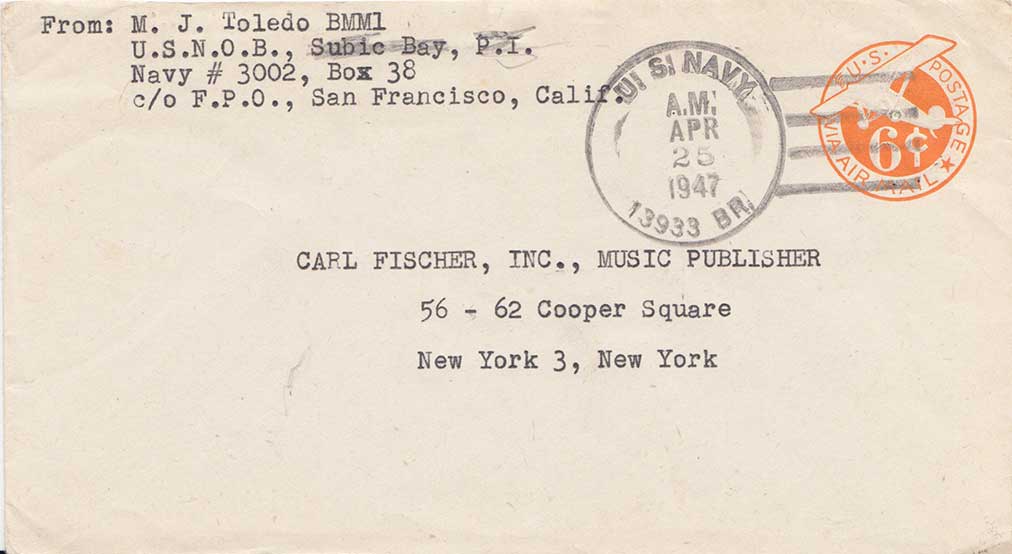 From: M. J. Toledo BMM1
U.S.N.O.B., Subic Bay, P.I.
Navy # 3002, Box 38
c/o F.P.O., San Francisco, Calif.
U. S. NAVY
A.M.
APR
25
1947
13933 BR.
U.S. POSTAGE
6¢
VIA AIR MAIL
CARL FISCHER, INC., MUSIC PUBLISHER
56 - 62 Cooper Square
New York 3, New York